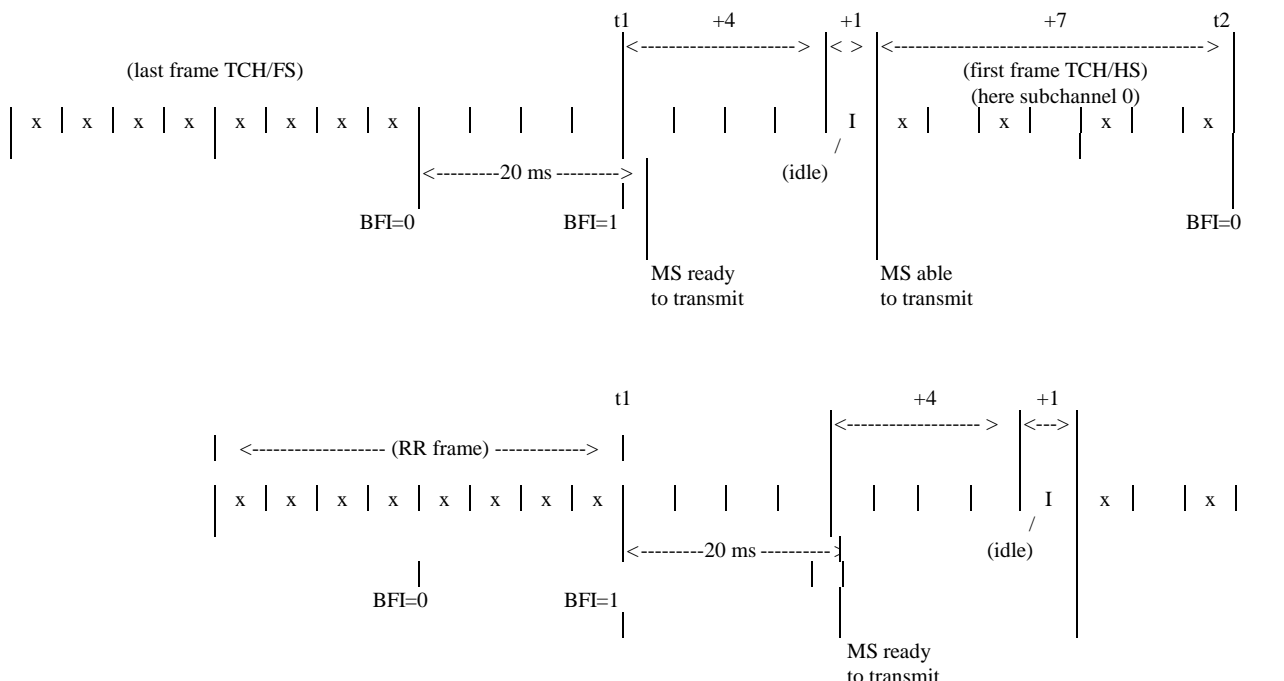 t1 +4 +1 +7 t2
<----------------------- > < > <----------------------------------------------- >
(last frame TCH/FS) (first frame TCH/HS)
(here subchannel 0)
x x x x x x x x I x x x x
/
<---------20 ms ---------> (idle)
BFI=0 BFI=1 BFI=0
MS ready MS able
to transmit to transmit
t1 +4 +1
<------------------- > <--->
<------------------- (RR frame) ------------->
x x x x x x x x I x x
/
<---------20 ms ----------> (idle)
BFI=0 BFI=1
MS ready
to transmit